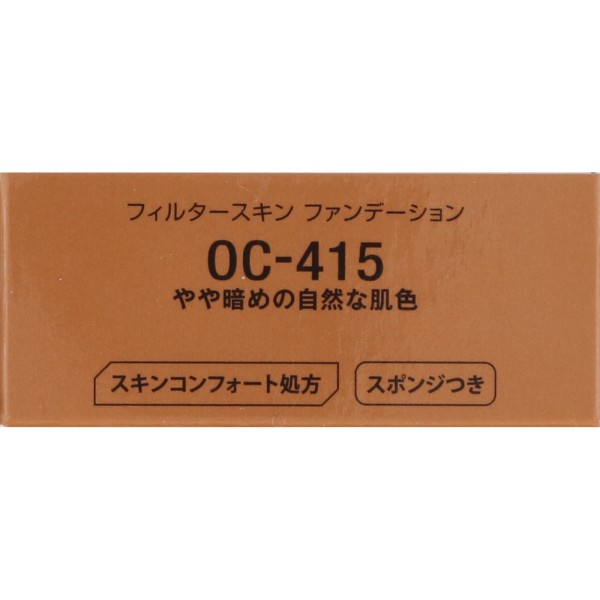 フィルタースキン ファンデーション
OC-415
やや暗めの自然な肌色
スキンコンフォート処方 スポンジつき